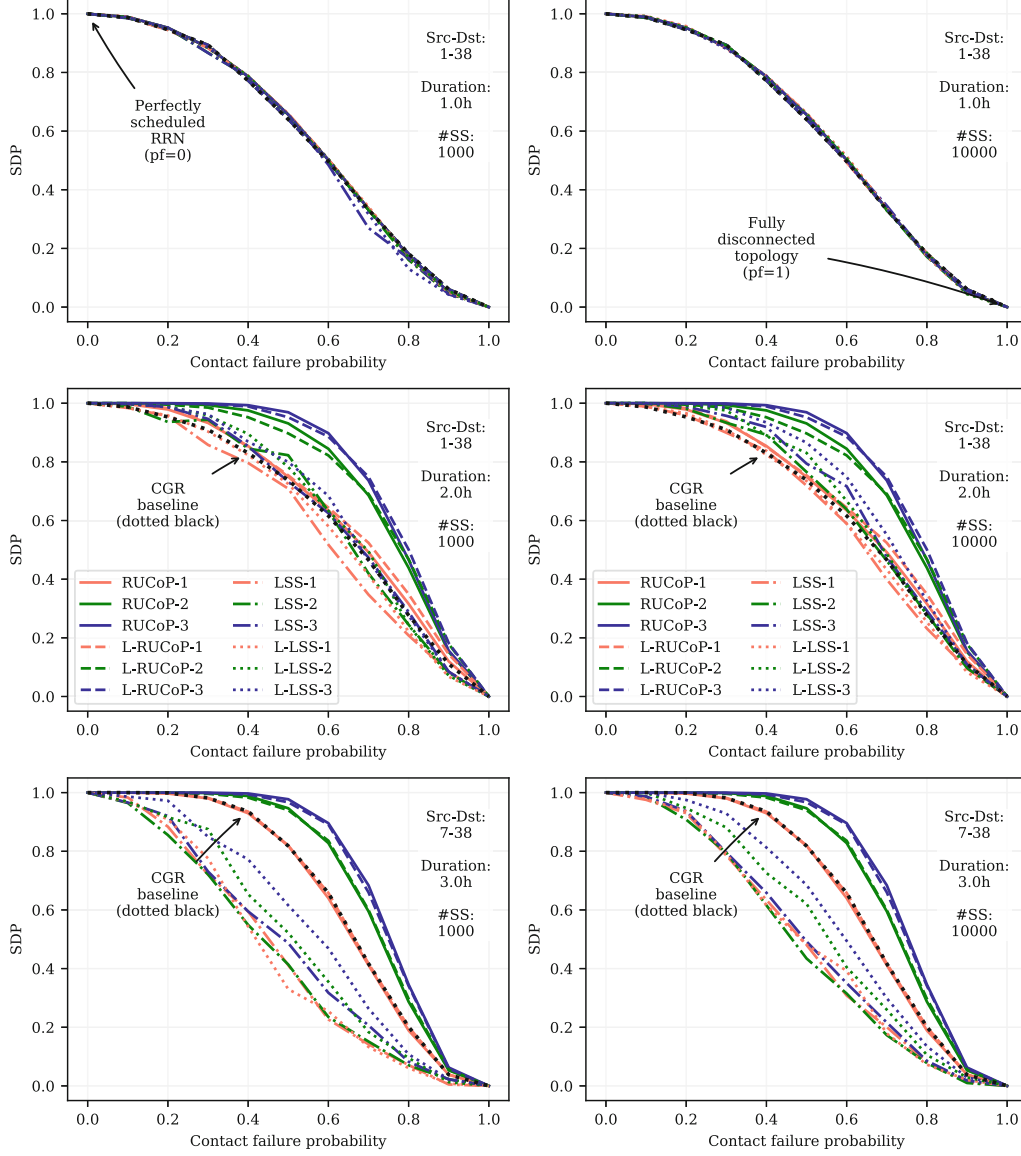 1.0
0.8
0.6
0.4
0.2
0.0
SDP
Src-Dst:
1-38
Duration:
1.0h
#SS:
1000
Perfectly
scheduled
RRN
(pf=0)
0.0 0.2 0.4 0.6 0.8 1.0
Contact failure probability
1.0
0.8
0.6
0.4
0.2
0.0
SDP
Src-Dst:
1-38
Duration:
1.0h
#SS:
10000
Fully
disconnected
topology
(pf=1)
0.0 0.2 0.4 0.6 0.8 1.0
Contact failure probability
1.0
0.8
0.6
0.4
0.2
0.0
SDP
Src-Dst:
1-38
Duration:
2.0h
#SS:
1000
CGR
baseline
(dotted black)
RUCoP-1 LSS-1
RUCoP-2 LSS-2
RUCoP-3 LSS-3
L-RUCoP-1 L-LSS-1
L-RUCoP-2 L-LSS-2
L-RUCoP-3 L-LSS-3
0.0 0.2 0.4 0.6 0.8 1.0
Contact failure probability
1.0
0.8
0.6
0.4
0.2
0.0
SDP
Src-Dst:
1-38
Duration:
2.0h
#SS:
10000
CGR
baseline
(dotted black)
RUCoP-1 LSS-1
RUCoP-2 LSS-2
RUCoP-3 LSS-3
L-RUCoP-1 L-LSS-1
L-RUCoP-2 L-LSS-2
L-RUCoP-3 L-LSS-3
0.0 0.2 0.4 0.6 0.8 1.0
Contact failure probability
1.0
0.8
0.6
0.4
0.2
0.0
SDP
Src-Dst:
7-38
Duration:
3.0h
#SS:
1000
CGR
baseline
(dotted black)
0.0 0.2 0.4 0.6 0.8 1.0
Contact failure probability
1.0
0.8
0.6
0.4
0.2
0.0
SDP
Src-Dst:
7-38
Duration:
3.0h
#SS:
10000
CGR
baseline
(dotted black)
0.0 0.2 0.4 0.6 0.8 1.0
Contact failure probability